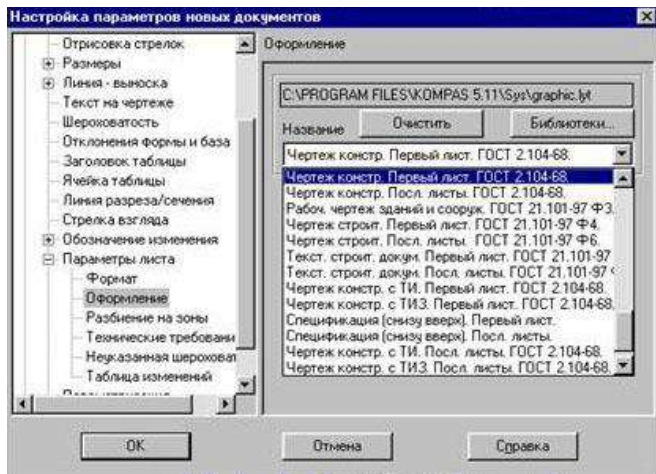 Настройка параметров новых документов
Отрисовка стрелок
Размеры
Линия - выноска
Текст на чертеже
Шероховатость
Отклонения формы и база
Заголовок таблицы
Ячейка таблицы
Линия разреза/сечения
Стрелка взгляда
Обозначение изменения
Параметры листа
Формат
Оформление
Разбиение на зоны
Технические требовани
Неуказанная шероховат
Таблица изменений
Оформление
C:\PROGRAM FILES\KOMPAS 5.11\Sys\graphic.lyt
Название
Очистить
Библиотеки...
Чертеж констр. Первый лист. ГОСТ 2.104-68.
Чертеж констр. Первый лист. ГОСТ 2.104-68.
Чертеж констр. Посл. листы. ГОСТ 2.104-68.
Рабоч. чертеж зданий и сооруж. ГОСТ 21.101-97 Ф3.
Чертеж строит. Первый лист. ГОСТ 21.101-97 Ф4.
Чертеж строит. Посл. листы. ГОСТ 21.101-97 Ф6.
Текст. строит. докум. Первый лист. ГОСТ 21.101-97
Текст. строит. докум. Посл. листы. ГОСТ 21.101-97
Чертеж констр. с ТИ. Первый лист. ГОСТ 2.104-68.
Чертеж констр. с ТИ.3. Первый лист. ГОСТ 2.104-68.
Спецификация (снизу вверх). Первый лист.
Спецификация (снизу вверх). Посл. листы.
Чертеж констр. с ТИ. Посл. листы. ГОСТ 2.104-68.
Чертеж констр. с ТИ.3. Посл. листы. ГОСТ 2.104-68.
OK
Отмена
Справка